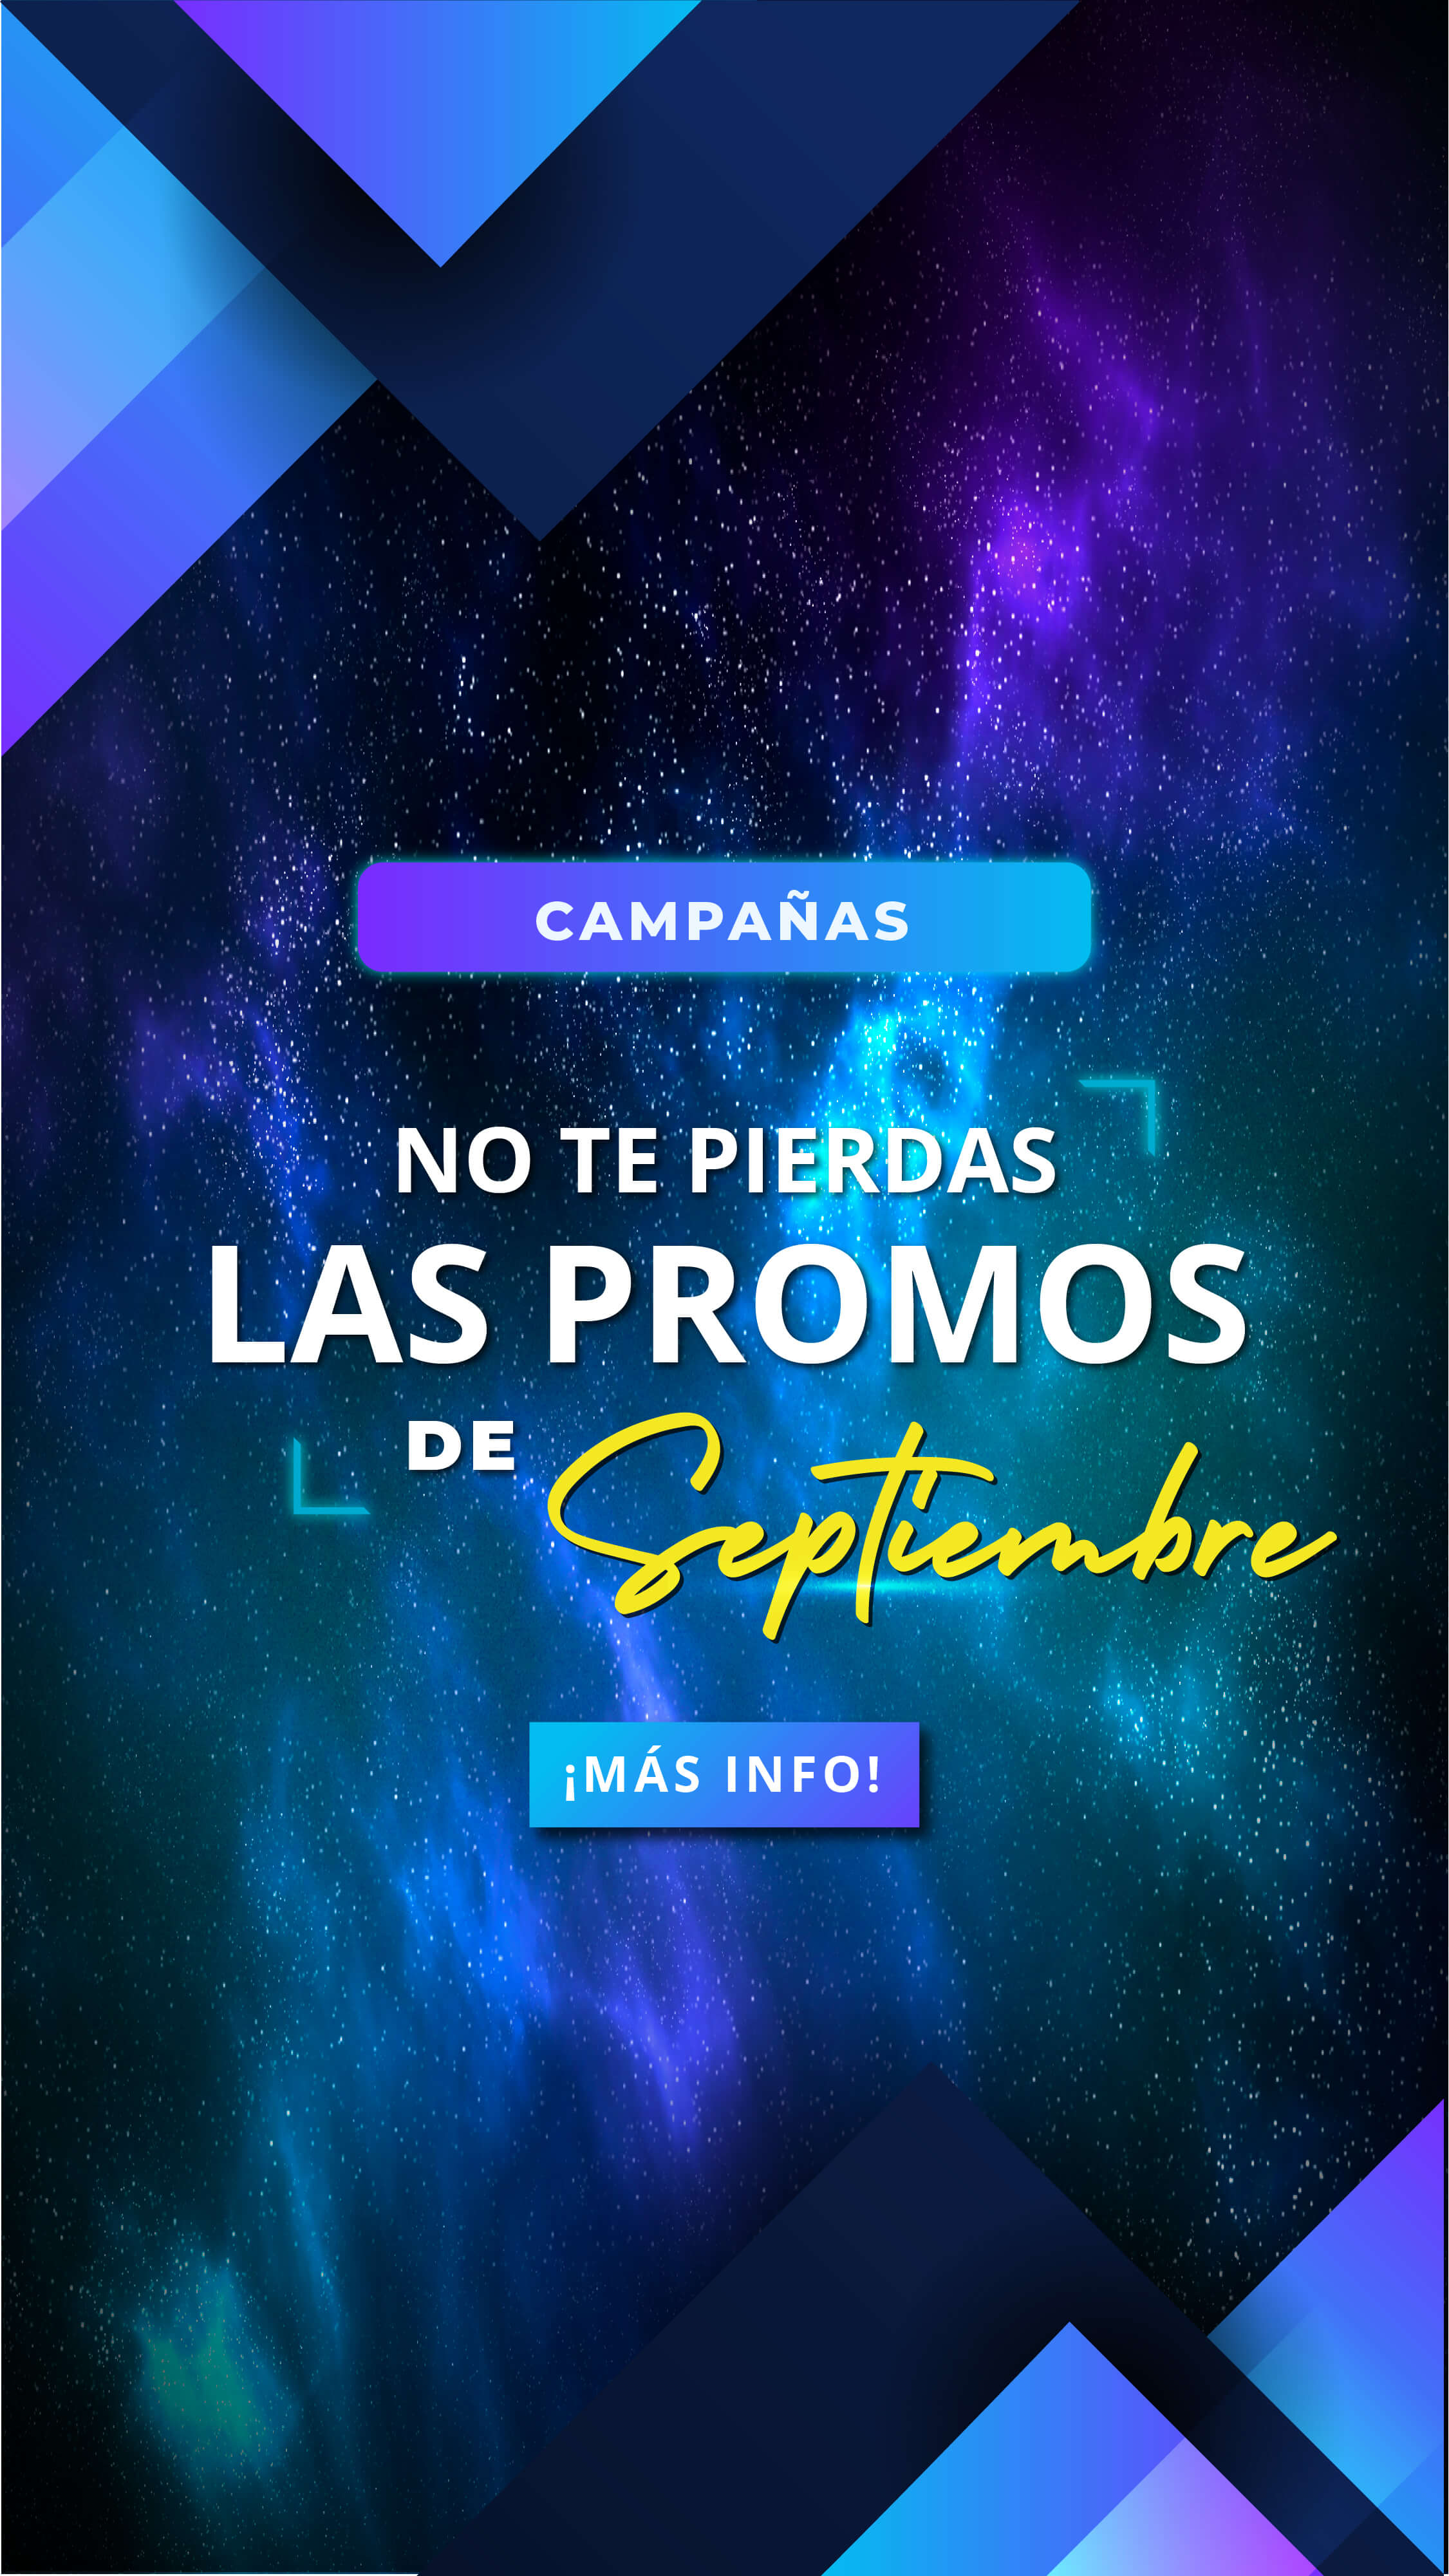 CAMPAÑAS
NO TE PIERDAS
LAS PROMOS
DE Septiembre
¡MÁS INFO!